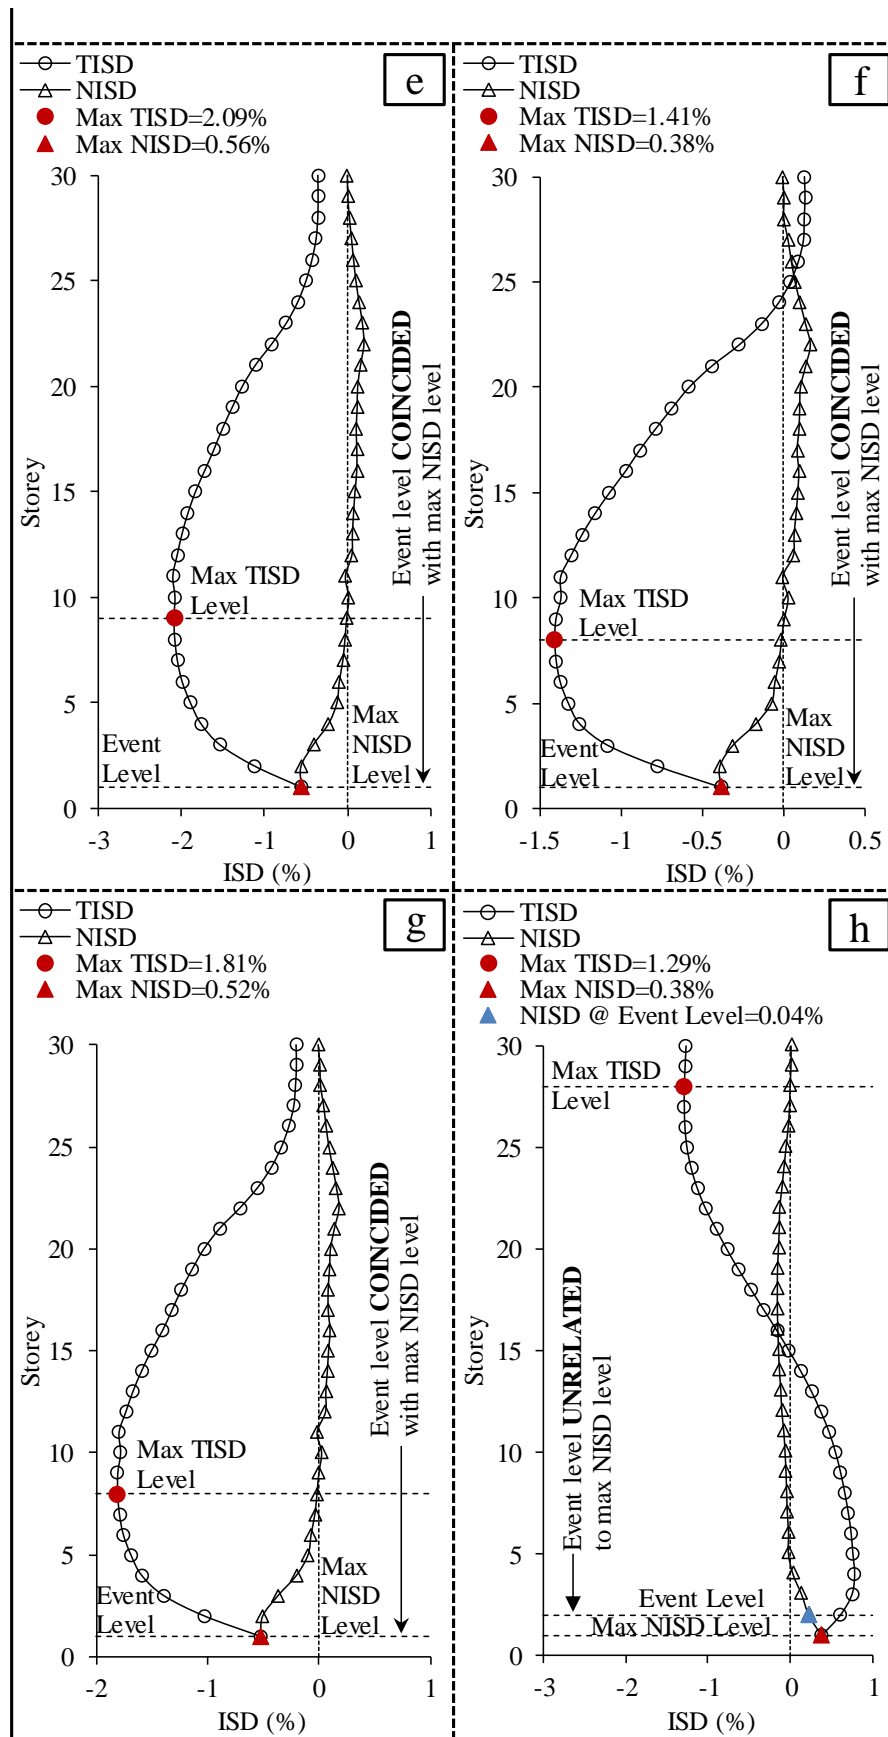 TISD
NISD
Max TISD=2.09%
Max NISD=0.56%
e
30
25
20
15
10
5
0
Storey
Event level COINCIDED
with max NISD level
Max TISD
Level
Event
Level
Max
NISD
Level
-3
-2
-1
0
1
ISD (%)
TISD
NISD
Max TISD=1.41%
Max NISD=0.38%
f
30
25
20
15
10
5
0
Storey
Event level COINCIDED
with max NISD level
Max TISD
Level
Event
Level
Max
NISD
Level
-1.5
-1
-0.5
0
0.5
ISD (%)
TISD
NISD
Max TISD=1.81%
Max NISD=0.52%
g
30
25
20
15
10
5
0
Storey
Event level COINCIDED
with max NISD level
Max TISD
Level
Event
Level
Max
NISD
Level
-2
-1
0
1
ISD (%)
TISD
NISD
Max TISD=1.29%
Max NISD=0.38%
NISD @ Event Level=0.04%
h
30
25
20
15
10
5
0
Storey
Max TISD
Level
Event level UNRELATED
to max NISD level
Event Level
Max NISD Level
-3
-2
-1
0
1
ISD (%)